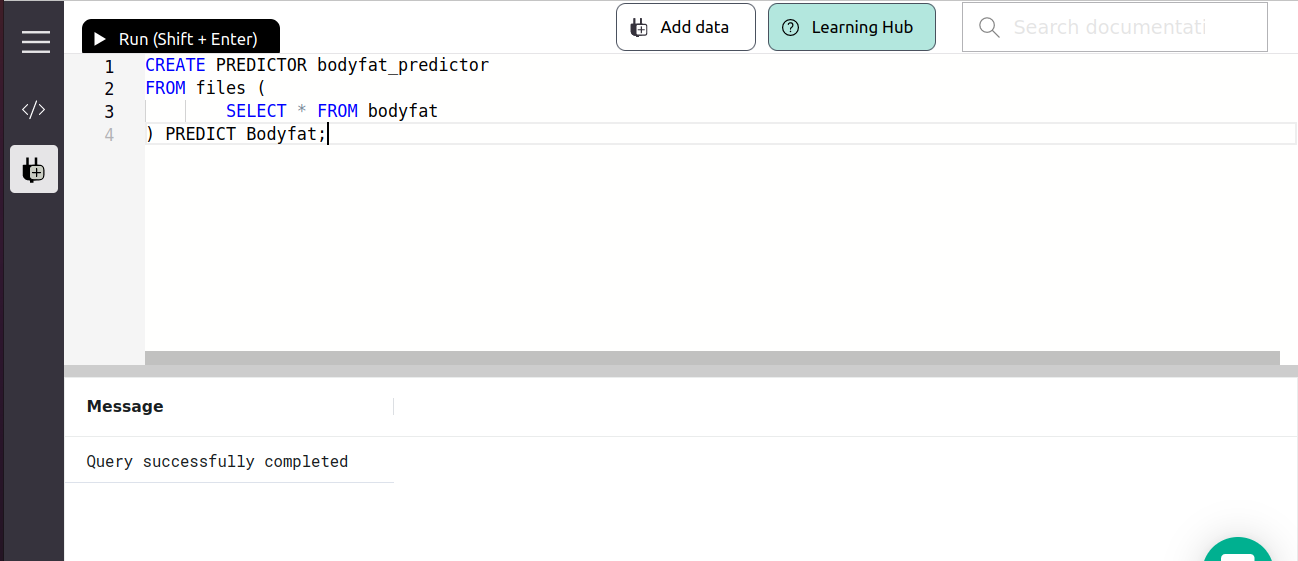 Run (Shift + Enter)
Add data
Learning Hub
Search documentati
1 CREATE PREDICTOR bodyfat_predictor
2 FROM files (
3 SELECT * FROM bodyfat
4 ) PREDICT Bodyfat;
Message
Query successfully completed